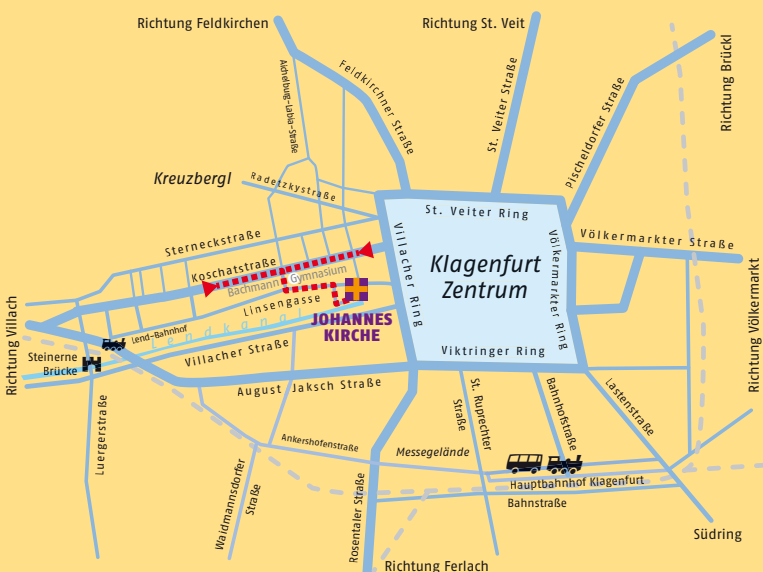 Richtung Feldkirchen
Richtung St. Veit
Richtung Brückl
Aichelburg-Labia-Straße
Feldkirchner Straße
St. Veiter Straße
Pischeldorfer Straße
Kreuzbergl
Radetzkystraße
St. Veiter Ring
Sterneckstraße
Völkermarkter Straße
Villacher Ring
Völkermarkter Ring
Koschatstraße
Bachmann Gymnasium
Klagenfurt
Zentrum
Linsengasse
JOHANNES
KIRCHE
Richtung Villach
Lend-Bahnhof
Lendkanal
Steinerne
Brücke
Villacher Straße
Viktringer Ring
Richtung Völkermarkt
August Jaksch Straße
Luergerstraße
St. Ruprechter
Straße
Bahnhofstraße
Lastenstraße
Ankershofenstraße
Messegelände
Waidmannsdorfer
Straße
Rosentaler Straße
Hauptbahnhof Klagenfurt
Bahnstraße
Südring
Richtung Ferlach